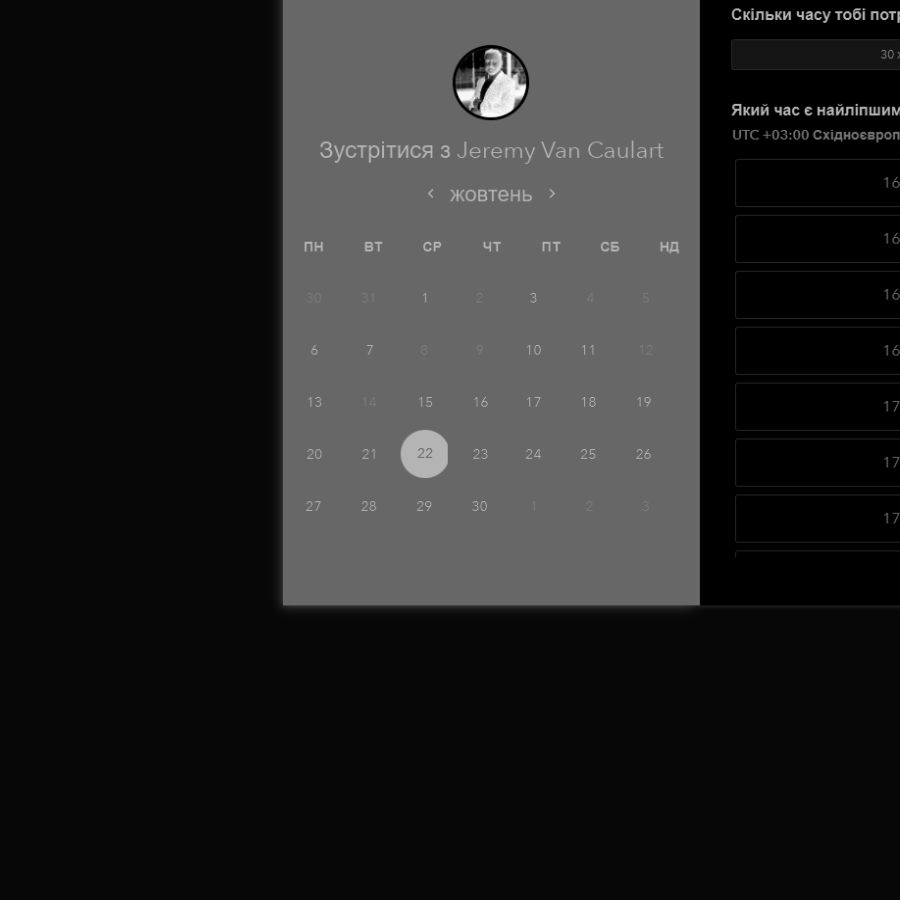 Зустрітися з Jeremy Van Caulart
жовтень
ПН ВТ СР ЧТ ПТ СБ НД
30 31 1 2 3 4 5
6 7 8 9 10 11 12
13 14 15 16 17 18 19
20 21 22 23 24 25 26
27 28 29 30 1 2 3
Скільки часу тобі
30
Який час є найліпшим
UTC +03:00
16
16
16
16
17
17
17